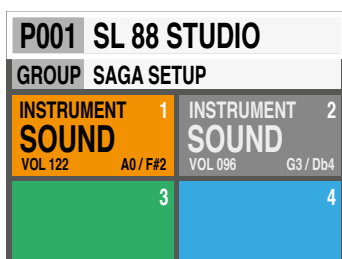 P001 SL 88 STUDIO
GROUP SAGA SETUP
INSTRUMENT 1
SOUND
VOL 122 A0 / F#2
INSTRUMENT 2
SOUND
VOL 096 G3 / Db4
3
4